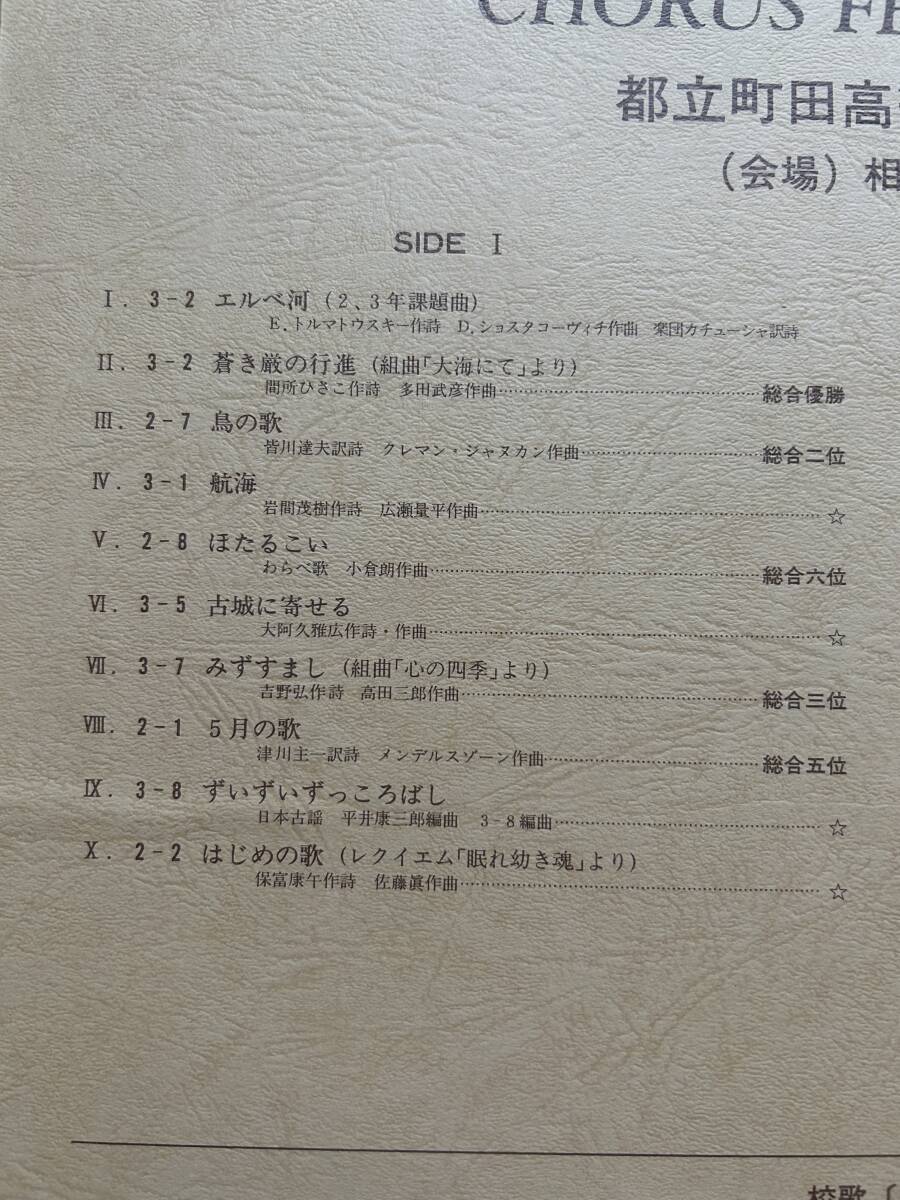 CHORUS FE
都立町田高
（会場）相
SIDE I
I. 3-2 エルベ河（2、3年課題曲）
E.トルマトウスキー作詩 D.ショスタコーヴィチ作曲 楽団カチューシャ訳詩
II. 3-2 蒼き厳の行進（組曲「大海にて」より）
間所ひさこ作詩 多田武彦作曲……総合優勝
III. 2-7 鳥の歌
皆川達夫訳詩 クレマン・ジャヌカン作曲……総合二位
IV. 3-1 航海
岩間茂樹作詩 広瀬量平作曲……☆
V. 2-8 ほたるこい
わらべ歌 小倉朗作曲……総合六位
VI. 3-5 古城に寄せる
大阿久雅広作詩・作曲……☆
VII. 3-7 みずすまし（組曲「心の四季」より）
吉野弘作詩 高田三郎作曲……総合三位
VIII. 2-1 5月の歌
津川主一訳詩 メンデルスゾーン作曲……総合五位
IX. 3-8 ずいずいずっころばし
日本古謡 平井康三郎編曲 3-8編曲……☆
X. 2-2 はじめの歌（レクイエム「眠れ幼き魂」より）
保富康午作詩 佐藤眞作曲……☆
校歌〔